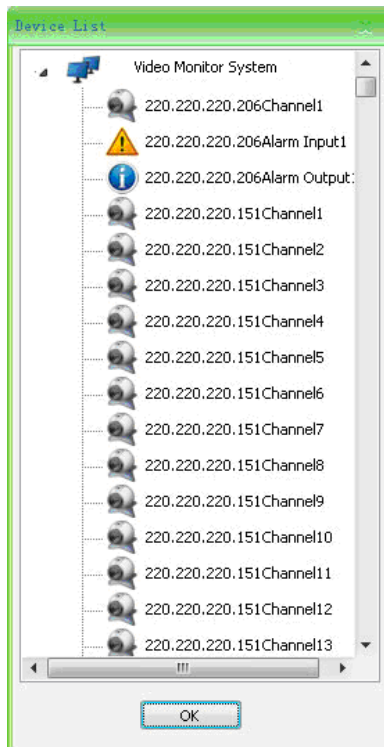 Device List
Video Monitor System
220.220.220.206Channel1
220.220.220.206Alarm Input1
220.220.220.206Alarm Output1
220.220.220.151Channel1
220.220.220.151Channel2
220.220.220.151Channel3
220.220.220.151Channel4
220.220.220.151Channel5
220.220.220.151Channel6
220.220.220.151Channel7
220.220.220.151Channel8
220.220.220.151Channel9
220.220.220.151Channel10
220.220.220.151Channel11
220.220.220.151Channel12
220.220.220.151Channel13
OK